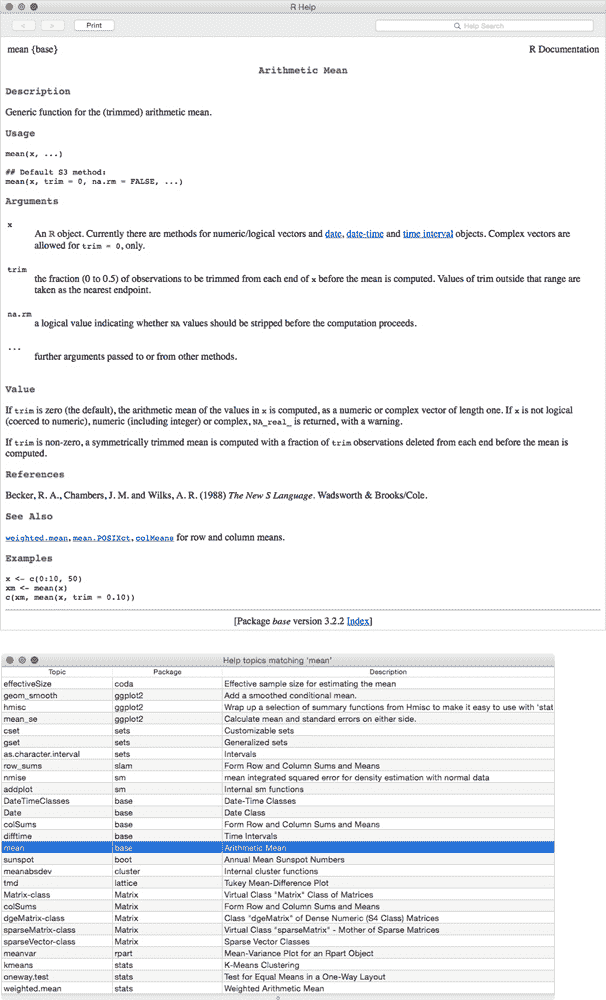 R Help
Print
Help Search
mean {base}
R Documentation
Arithmetic Mean
Description
Generic function for the (trimmed) arithmetic mean.
Usage
mean(x, ...)
## Default S3 method:
mean(x, trim = 0, na.rm = FALSE, ...)
Arguments
x
An R object. Currently there are methods for numeric/logical vectors and date, date-time and time interval objects. Complex vectors are
allowed for trim = 0, only.
trim
the fraction (0 to 0.5) of observations to be trimmed from each end of x before the mean is computed. Values of trim outside that range are
taken as the nearest endpoint.
na.rm
a logical value indicating whether NA values should be stripped before the computation proceeds.
...
further arguments passed to or from other methods.
Value
If trim is zero (the default), the arithmetic mean of the values in x is computed, as a numeric or complex vector of length one. If x is not logical
(coerced to numeric), numeric (including integer) or complex, NA_real_ is returned, with a warning.
If trim is non-zero, a symmetrically trimmed mean is computed with a fraction of trim observations deleted from each end before the mean is
computed.
References
Becker, R. A., Chambers, J. M. and Wilks, A. R. (1988) The New S Language. Wadsworth & Brooks/Cole.
See Also
weighted.mean, mean.POSIXct, colMeans for row and column means.
Examples
x <- c(0:10, 50)
xm <- mean(x)
c(xm, mean(x, trim = 0.10))
[Package base version 3.2.2 Index]
Help topics matching 'mean'
Topic Package Description
effectiveSize coda Effective sample size for estimating the mean
geom_smooth ggplot2 Add a smoothed conditional mean.
hmisc ggplot2 Wrap up a selection of summary functions from Hmisc to make it easy to use with 'stat
mean_se ggplot2 Calculate mean and standard errors on either side.
cset sets Customizable sets
gset sets Generalized sets
as.character.interval sets Intervals
row_sums slam Form Row and Column Sums and Means
nmise sm mean integrated squared error for density estimation with normal data
addplot sm Internal sm functions
DateTimeClasses base Date-Time Classes
Date base Date Class
colSums base Form Row and Column Sums and Means
difftime base Time Intervals
mean base Arithmetic Mean
sunspot boot Annual Mean Sunspot Numbers
meanabsdev cluster Internal cluster functions
tmd lattice Tukey Mean-Difference Plot
Matrix-class Matrix Virtual Class "Matrix" Class of Matrices
colSums Matrix Form Row and Column Sums and Means
dgeMatrix-class Matrix Class "dgeMatrix" of Dense Numeric (S4 Class) Matrices
sparseMatrix-class Matrix Virtual Class "sparseMatrix" - Mother of Sparse Matrices
sparseVector-class Matrix Sparse Vector Classes
meanvar rpart Mean-Variance Plot for an Rpart Object
kmeans stats K-Means Clustering
oneway.test stats Test for Equal Means in a One-Way Layout
weighted.mean stats Weighted Arithmetic Mean